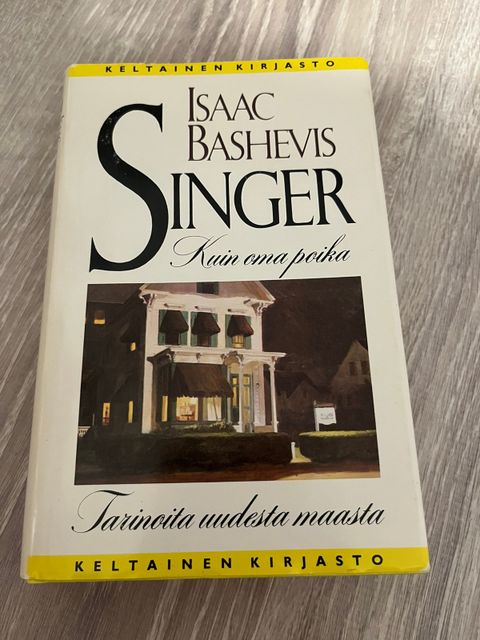 KELTAINEN KIRJASTO
ISAAC
BASHEVIS
SINGER
Kuin oma poika
Tarinoita uudesta maasta
KELTAINEN KIRJASTO